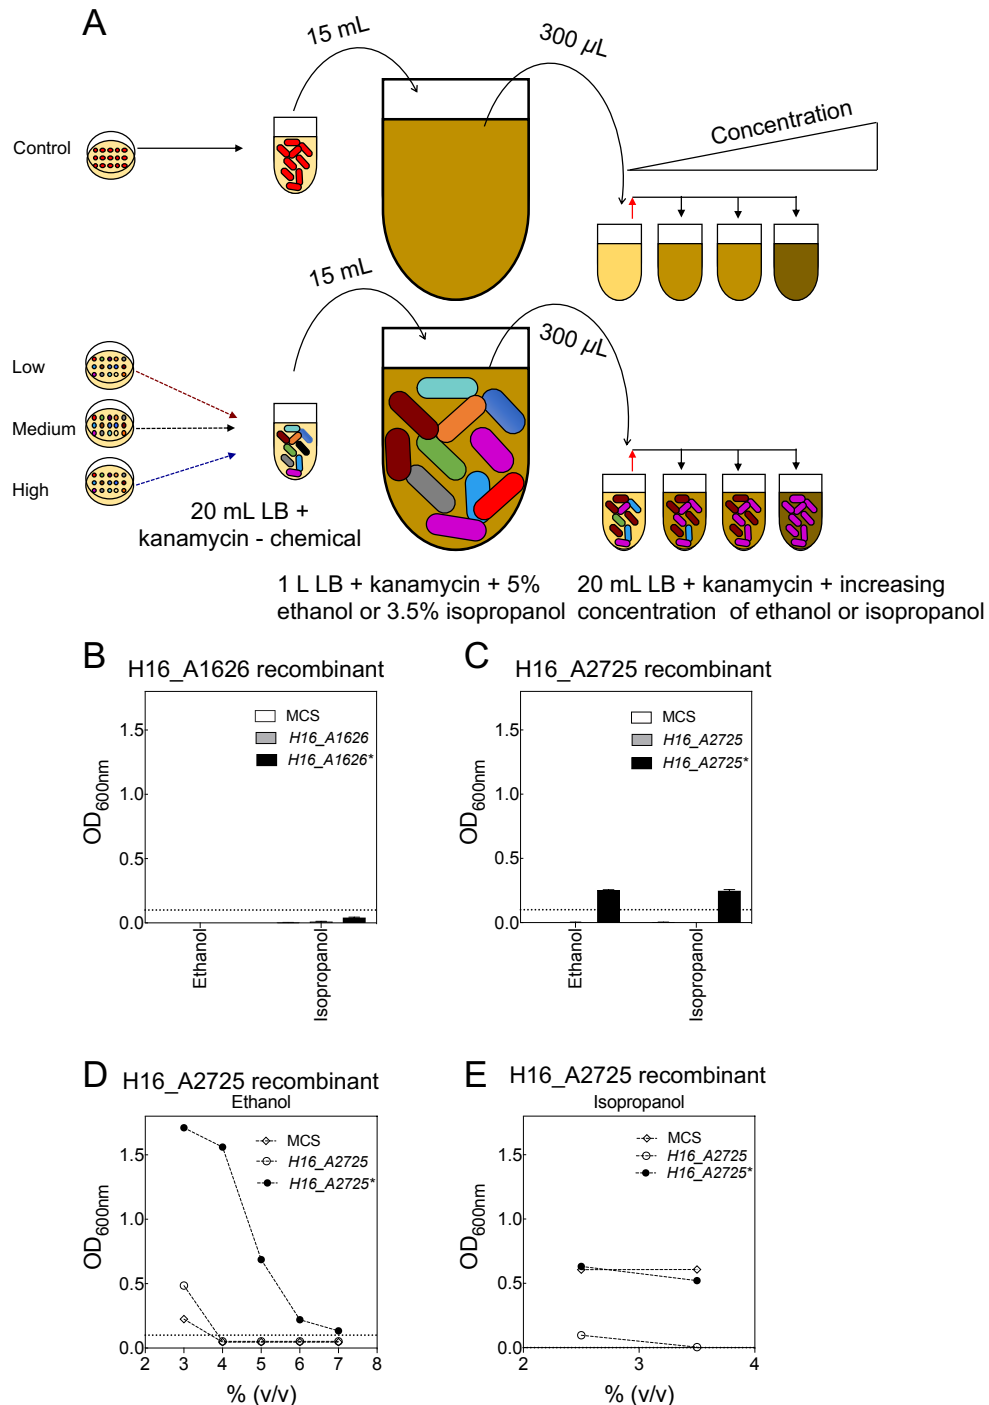 A
15 mL
300 µL
Control
Concentration
15 mL
300 µL
Low
Medium
High
20 mL LB +
kanamycin - chemical
1 L LB + kanamycin + 5%
ethanol or 3.5% isopropanol
20 mL LB + kanamycin + increasing
concentration of ethanol or isopropanol
B
H16_A1626 recombinant
MCS
H16_A1626
H16_A1626*
OD600nm
1.5
1.0
0.5
0.0
Ethanol
Isopropanol
C
H16_A2725 recombinant
MCS
H16_A2725
H16_A2725*
OD600nm
1.5
1.0
0.5
0.0
Ethanol
Isopropanol
D
H16_A2725 recombinant
Ethanol
MCS
H16_A2725
H16_A2725*
OD600nm
1.5
1.0
0.5
0.0
2 3 4 5 6 7 8
% (v/v)
E
H16_A2725 recombinant
Isopropanol
MCS
H16_A2725
H16_A2725*
OD600nm
1.5
1.0
0.5
0.0
2 3 4
% (v/v)